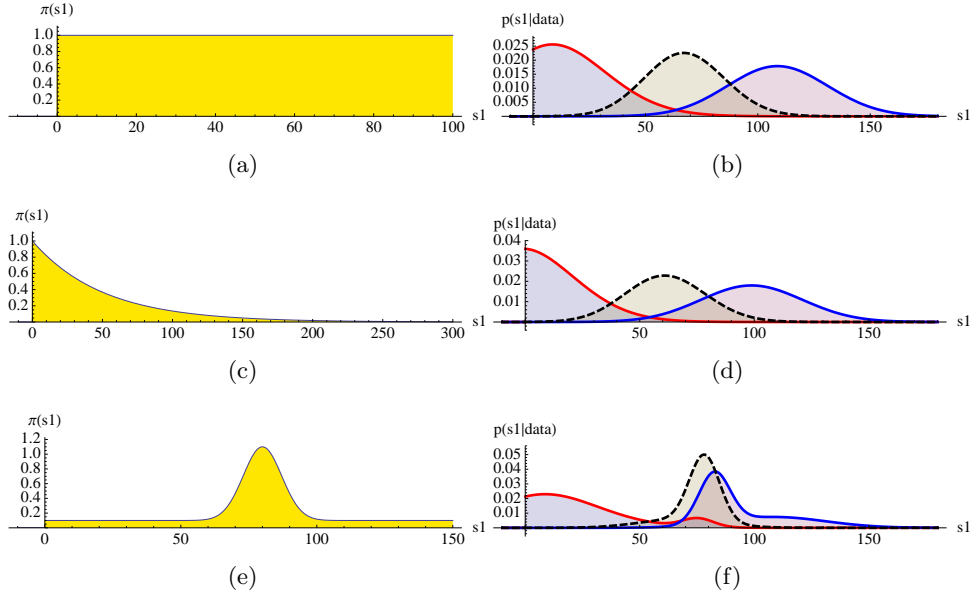 π(s1)
1.0
0.8
0.6
0.4
0.2
0 20 40 60 80 100 s1
(a)
p(s1|data)
0.025
0.020
0.015
0.010
0.005
50 100 150 s1
(b)
π(s1)
1.0
0.8
0.6
0.4
0.2
0 50 100 150 200 250 300 s1
(c)
p(s1|data)
0.04
0.03
0.02
0.01
50 100 150 s1
(d)
π(s1)
1.2
1.0
0.8
0.6
0.4
0.2
0 50 100 150 s1
(e)
p(s1|data)
0.05
0.04
0.03
0.02
0.01
50 100 150 s1
(f)